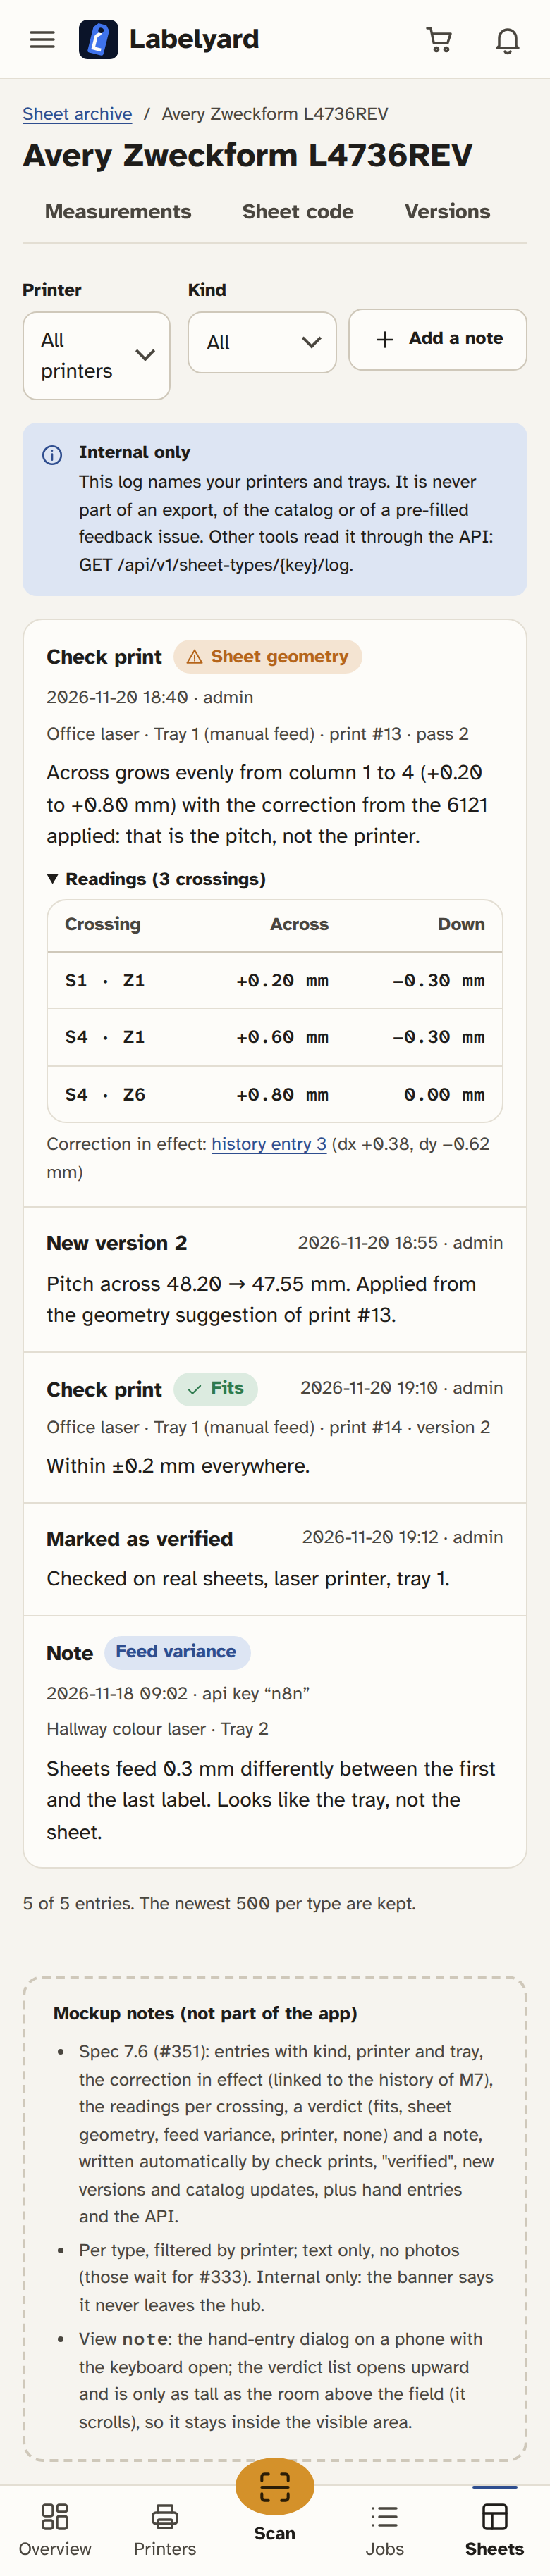 Labelyard
Sheet archive / Avery Zweckform L4736REV
Avery Zweckform L4736REV
Measurements Sheet code Versions
Printer Kind
All printers All Add a note
Internal only
This log names your printers and trays. It is never
part of an export, of the catalog or of a pre-filled
feedback issue. Other tools read it through the API:
GET /api/v1/sheet-types/{key}/log.
Check print Sheet geometry
2026-11-20 18:40 · admin
Office laser · Tray 1 (manual feed) · print #13 · pass 2
Across grows evenly from column 1 to 4 (+0.20
to +0.80 mm) with the correction from the 6121
applied: that is the pitch, not the printer.
▼ Readings (3 crossings)
Crossing Across Down
S1 · Z1 +0.20 mm −0.30 mm
S4 · Z1 +0.60 mm −0.30 mm
S4 · Z6 +0.80 mm 0.00 mm
Correction in effect: history entry 3 (dx +0.38, dy −0.62
mm)
New version 2 2026-11-20 18:55 · admin
Pitch across 48.20 → 47.55 mm. Applied from
the geometry suggestion of print #13.
Check print Fits 2026-11-20 19:10 · admin
Office laser · Tray 1 (manual feed) · print #14 · version 2
Within ±0.2 mm everywhere.
Marked as verified 2026-11-20 19:12 · admin
Checked on real sheets, laser printer, tray 1.
Note Feed variance
2026-11-18 09:02 · api key “n8n”
Hallway colour laser · Tray 2
Sheets feed 0.3 mm differently between the first
and the last label. Looks like the tray, not the
sheet.
5 of 5 entries. The newest 500 per type are kept.
Mockup notes (not part of the app)
• Spec 7.6 (#351): entries with kind, printer and tray,
the correction in effect (linked to the history of M7),
the readings per crossing, a verdict (fits, sheet
geometry, feed variance, printer, none) and a note,
written automatically by check prints, "verified", new
versions and catalog updates, plus hand entries
and the API.
• Per type, filtered by printer; text only, no photos
(those wait for #333). Internal only: the banner says
it never leaves the hub.
• View note: the hand-entry dialog on a phone with
the keyboard open; the verdict list opens upward
and is only as tall as the room above the field (it
scrolls), so it stays inside the visible area.
Overview Printers Scan Jobs Sheets